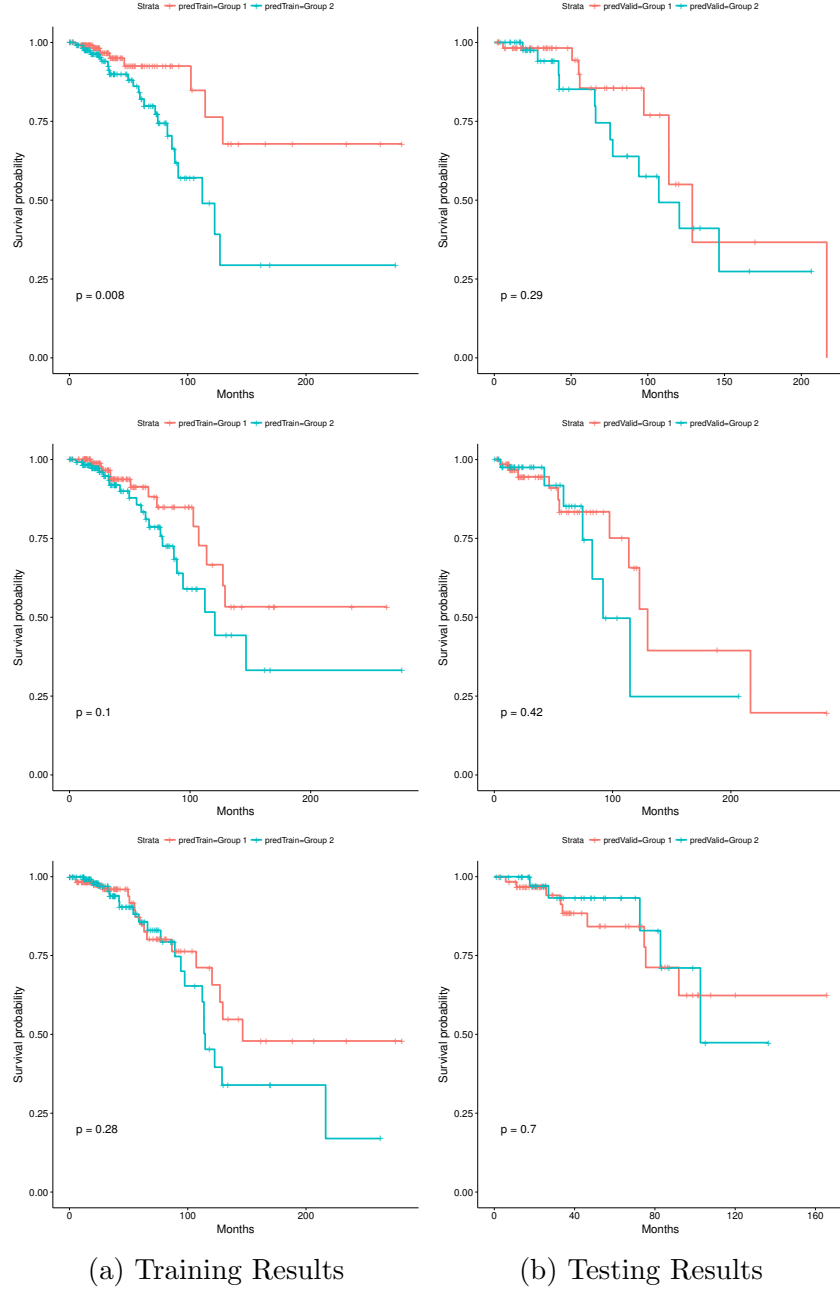 Strata predTrain=Group 1 predTrain=Group 2
1.00
0.75
0.50
0.25
0.00
Survival probability
p = 0.008
0 100 200
Months
Strata predValid=Group 1 predValid=Group 2
1.00
0.75
0.50
0.25
0.00
Survival probability
p = 0.29
0 50 100 150 200
Months
Strata predTrain=Group 1 predTrain=Group 2
1.00
0.75
0.50
0.25
0.00
Survival probability
p = 0.1
0 100 200
Months
Strata predValid=Group 1 predValid=Group 2
1.00
0.75
0.50
0.25
0.00
Survival probability
p = 0.42
0 100 200
Months
Strata predTrain=Group 1 predTrain=Group 2
1.00
0.75
0.50
0.25
0.00
Survival probability
p = 0.28
0 100 200
Months
Strata predValid=Group 1 predValid=Group 2
1.00
0.75
0.50
0.25
0.00
Survival probability
p = 0.7
0 40 80 120 160
Months
(a) Training Results
(b) Testing Results